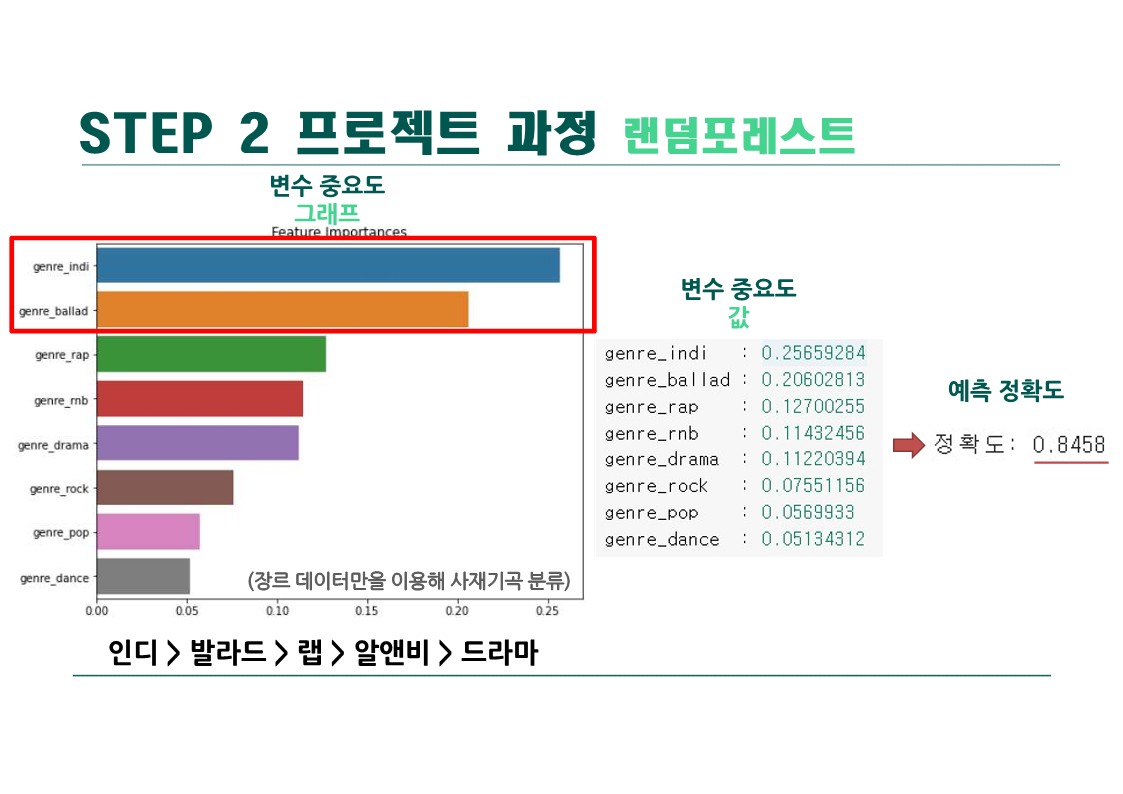 STEP 2 프로젝트 과정 랜덤포레스트
변수 중요도
그래프
Feature Importances
genre_indi
genre_ballad
genre_rap
genre_rnb
genre_drama
genre_rock
genre_pop
genre_dance
(장르 데이터만을 이용해 사재기곡 분류)
0.00 0.05 0.10 0.15 0.20 0.25
인디 > 발라드 > 랩 > 알앤비 > 드라마
변수 중요도
값
genre_indi : 0.25659284
genre_ballad : 0.20602813
genre_rap : 0.12700255
genre_rnb : 0.11432456
genre_drama : 0.11220394
genre_rock : 0.07551156
genre_pop : 0.0569933
genre_dance : 0.05134312
예측 정확도
정확도: 0.8458